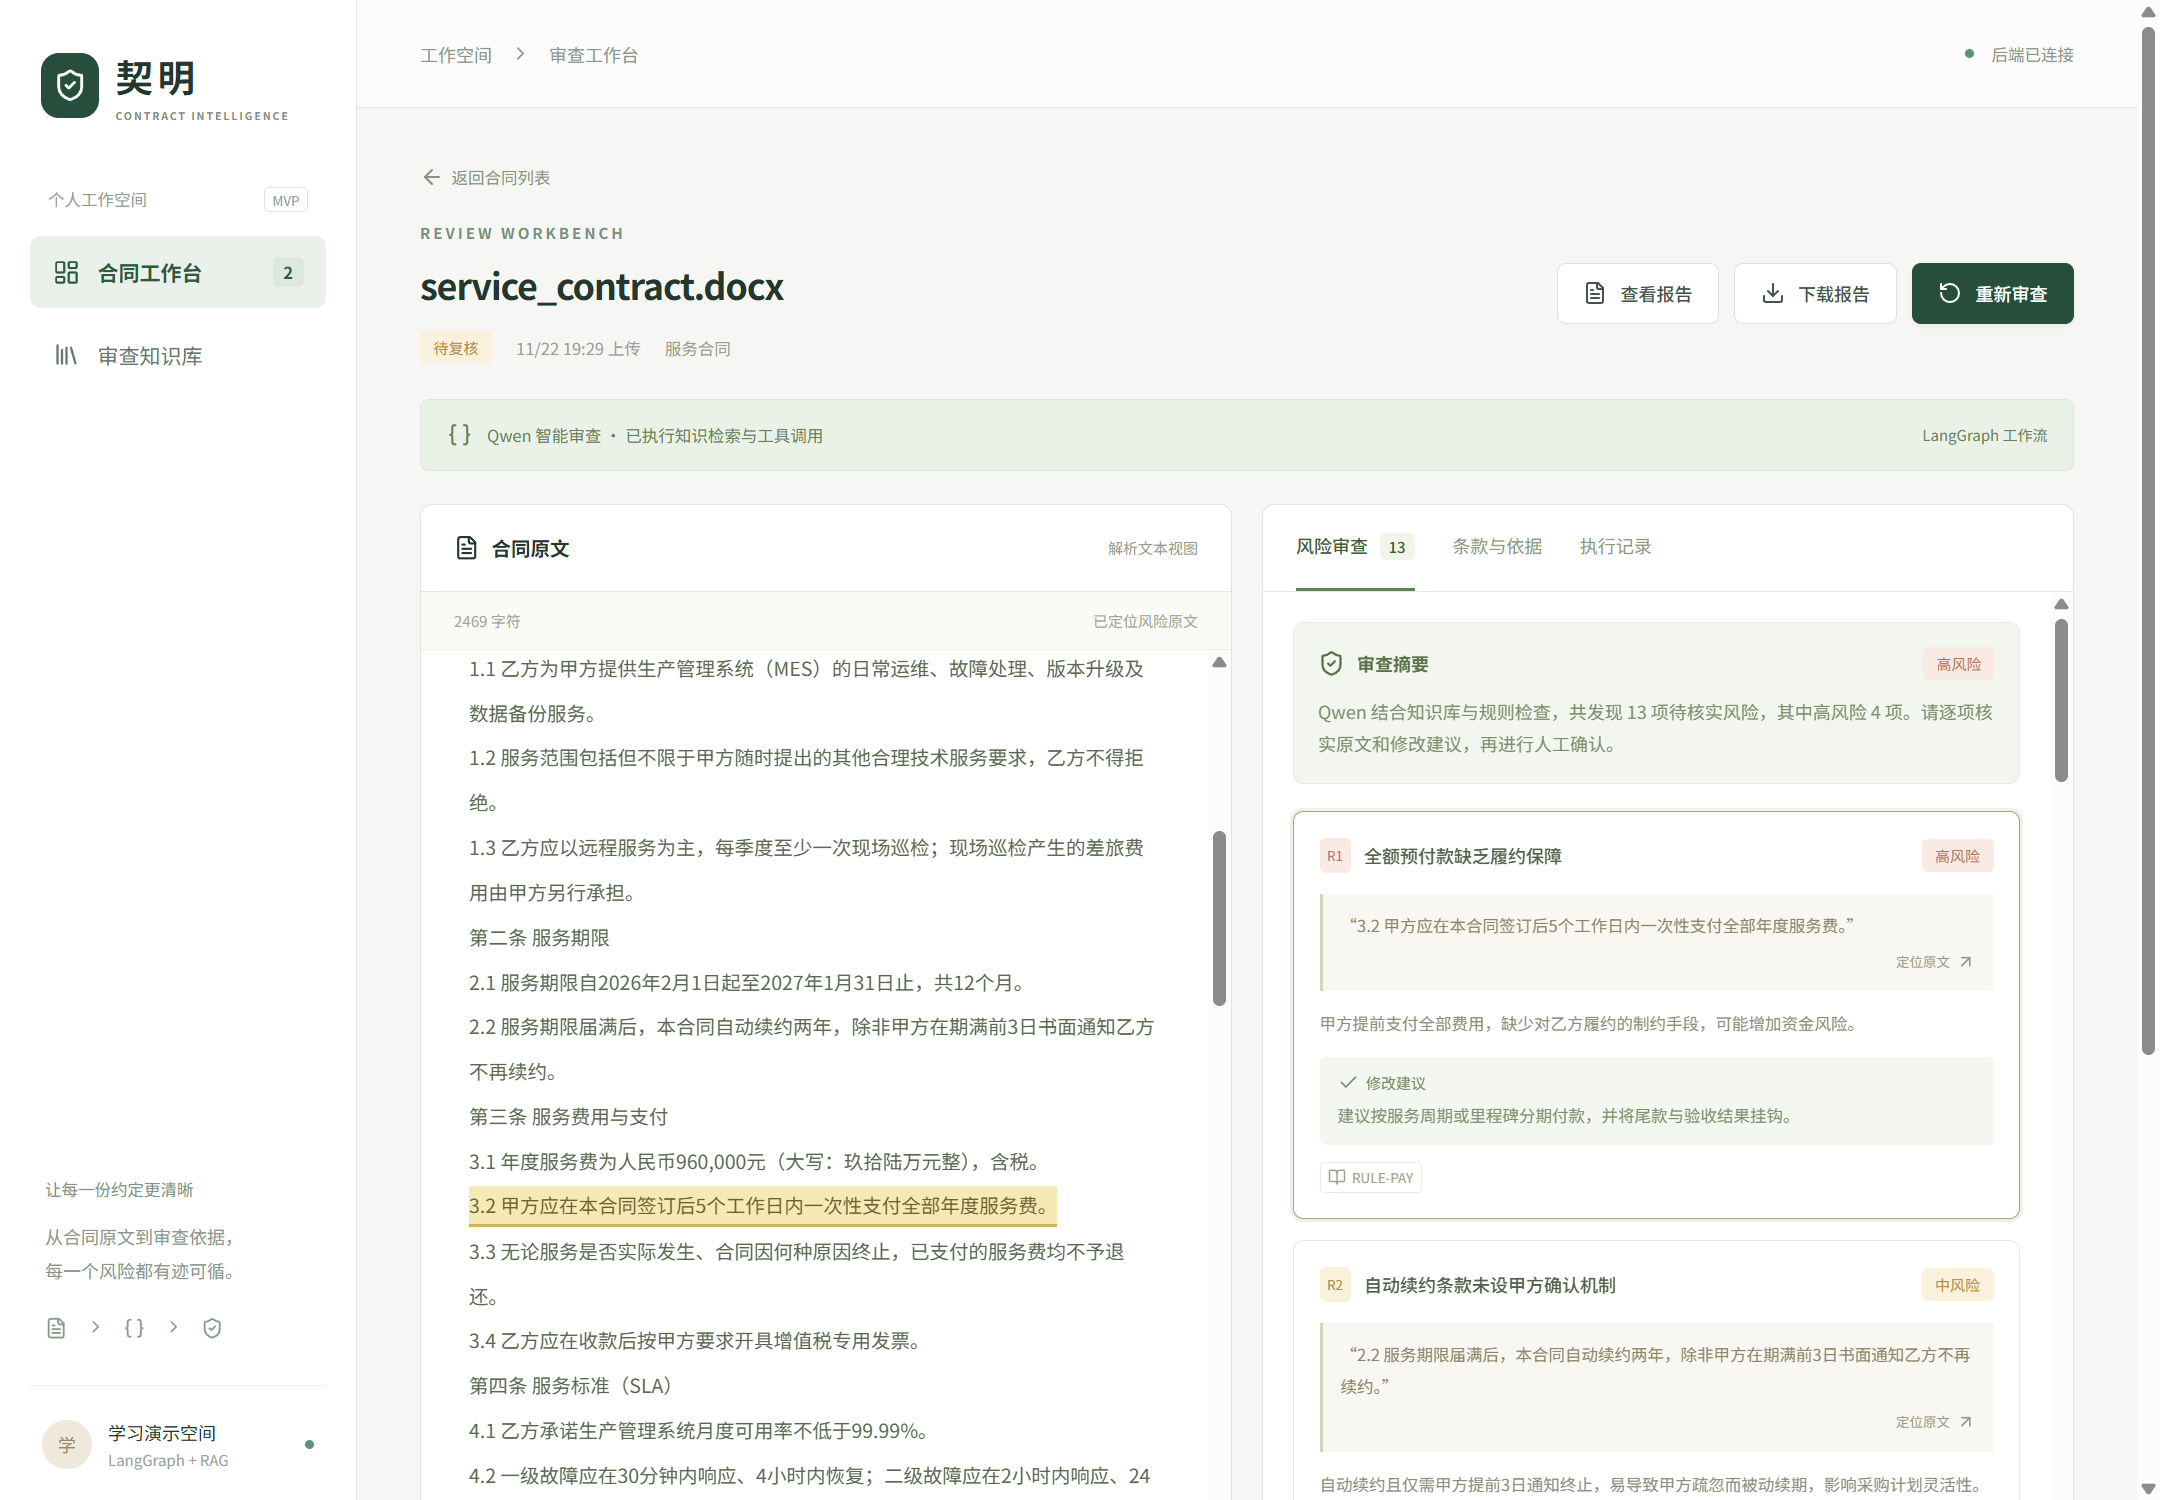 契明
CONTRACT INTELLIGENCE
个人工作空间
MVP
合同工作台
2
审查知识库
让每一份约定更清晰
从合同原文到审查依据，
每一个风险都有迹可循。
学
学习演示空间
LangGraph + RAG
工作空间
审查工作台
后端已连接
返回合同列表
REVIEW WORKBENCH
service_contract.docx
查看报告
下载报告
重新审查
待复核
11/22 19:29 上传
服务合同
Qwen 智能审查 · 已执行知识检索与工具调用
LangGraph 工作流
合同原文
解析文本视图
2469 字符
已定位风险原文
1.1 乙方为甲方提供生产管理系统（MES）的日常运维、故障处理、版本升级及
数据备份服务。
1.2 服务范围包括但不限于甲方随时提出的其他合理技术服务要求，乙方不得拒
绝。
1.3 乙方应以远程服务为主，每季度至少一次现场巡检；现场巡检产生的差旅费
用由甲方另行承担。
第二条 服务期限
2.1 服务期限自2026年2月1日起至2027年1月31日止，共12个月。
2.2 服务期限届满后，本合同自动续约两年，除非甲方在期满前3日书面通知乙方
不再续约。
第三条 服务费用与支付
3.1 年度服务费为人民币960,000元（大写：玖拾陆万元整），含税。
3.2 甲方应在本合同签订后5个工作日内一次性支付全部年度服务费。
3.3 无论服务是否实际发生、合同因何种原因终止，已支付的服务费均不予退
还。
3.4 乙方应在收款后按甲方要求开具增值税专用发票。
第四条 服务标准（SLA）
4.1 乙方承诺生产管理系统月度可用率不低于99.99%。
4.2 一级故障应在30分钟内响应、4小时内恢复；二级故障应在2小时内响应、24
风险审查
13
条款与依据
执行记录
审查摘要
高风险
Qwen 结合知识库与规则检查，共发现 13 项待核实风险，其中高风险 4 项。请逐项核
实原文和修改建议，再进行人工确认。
R1
全额预付款缺乏履约保障
高风险
“3.2 甲方应在本合同签订后5个工作日内一次性支付全部年度服务费。”
定位原文
甲方提前支付全部费用，缺少对乙方履约的制约手段，可能增加资金风险。
修改建议
建议按服务周期或里程碑分期付款，并将尾款与验收结果挂钩。
RULE-PAY
R2
自动续约条款未设甲方确认机制
中风险
“2.2 服务期限届满后，本合同自动续约两年，除非甲方在期满前3日书面通知乙方不再
续约。”
定位原文
自动续约且仅需甲方提前3日通知终止，易导致甲方疏忽而被动续期，影响采购计划灵活性。